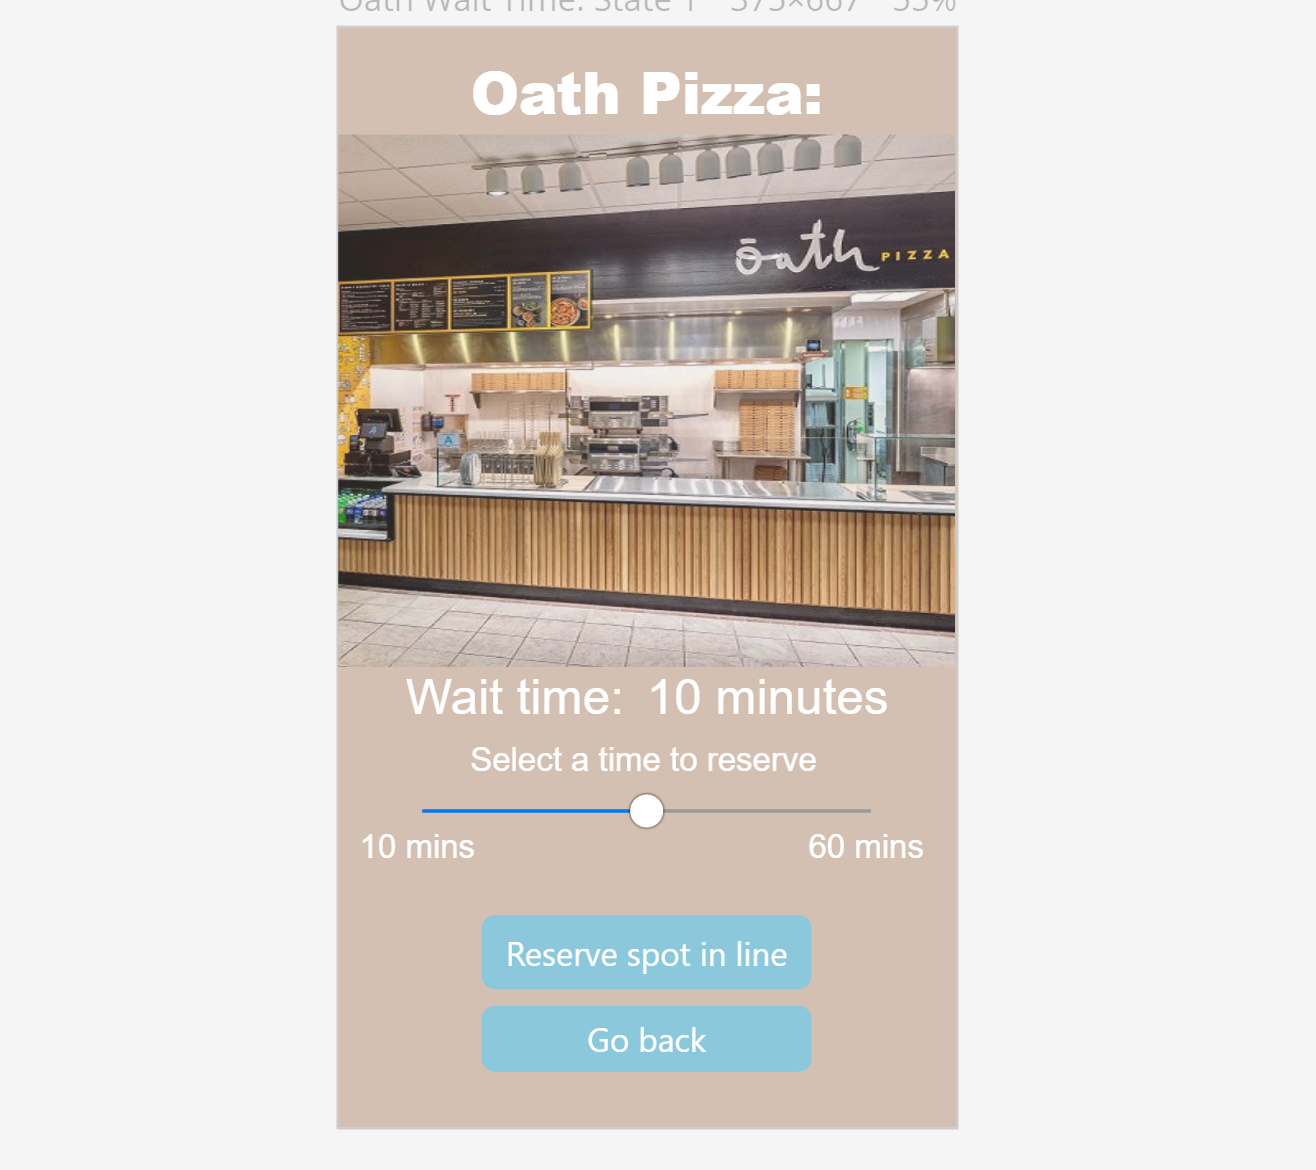 Oath Wait Time: State 1 375×667 55%
Oath Pizza:
ōath PIZZA
A
Wait time: 10 minutes
Select a time to reserve
10 mins 60 mins
Reserve spot in line
Go back